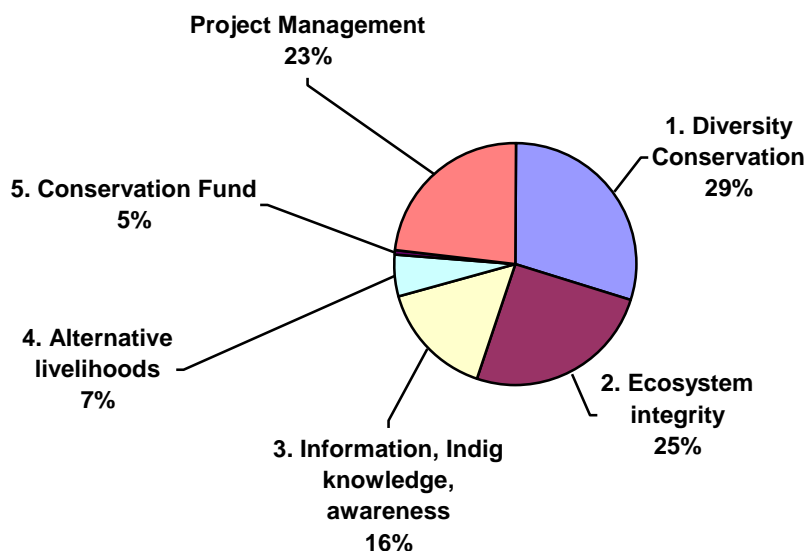 Project Management
23%
1. Diversity
Conservation
29%
5. Conservation Fund
5%
4. Alternative
livelihoods
7%
2. Ecosystem
integrity
25%
3. Information, Indig
knowledge,
awareness
16%